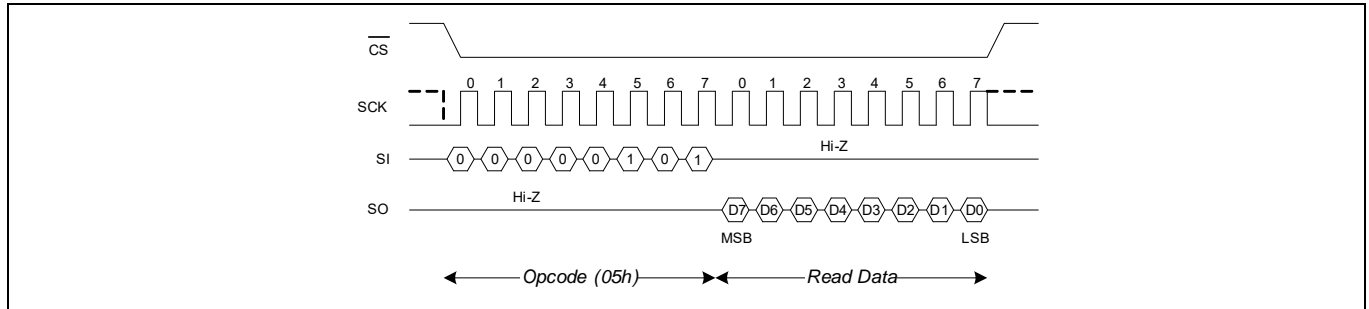 CS
0 1 2 3 4 5 6 7 0 1 2 3 4 5 6 7
SCK
Hi-Z
SI 0 0 0 0 0 1 0 1
Hi-Z
SO D7 D6 D5 D4 D3 D2 D1 D0
MSB LSB
Opcode (05h) Read Data